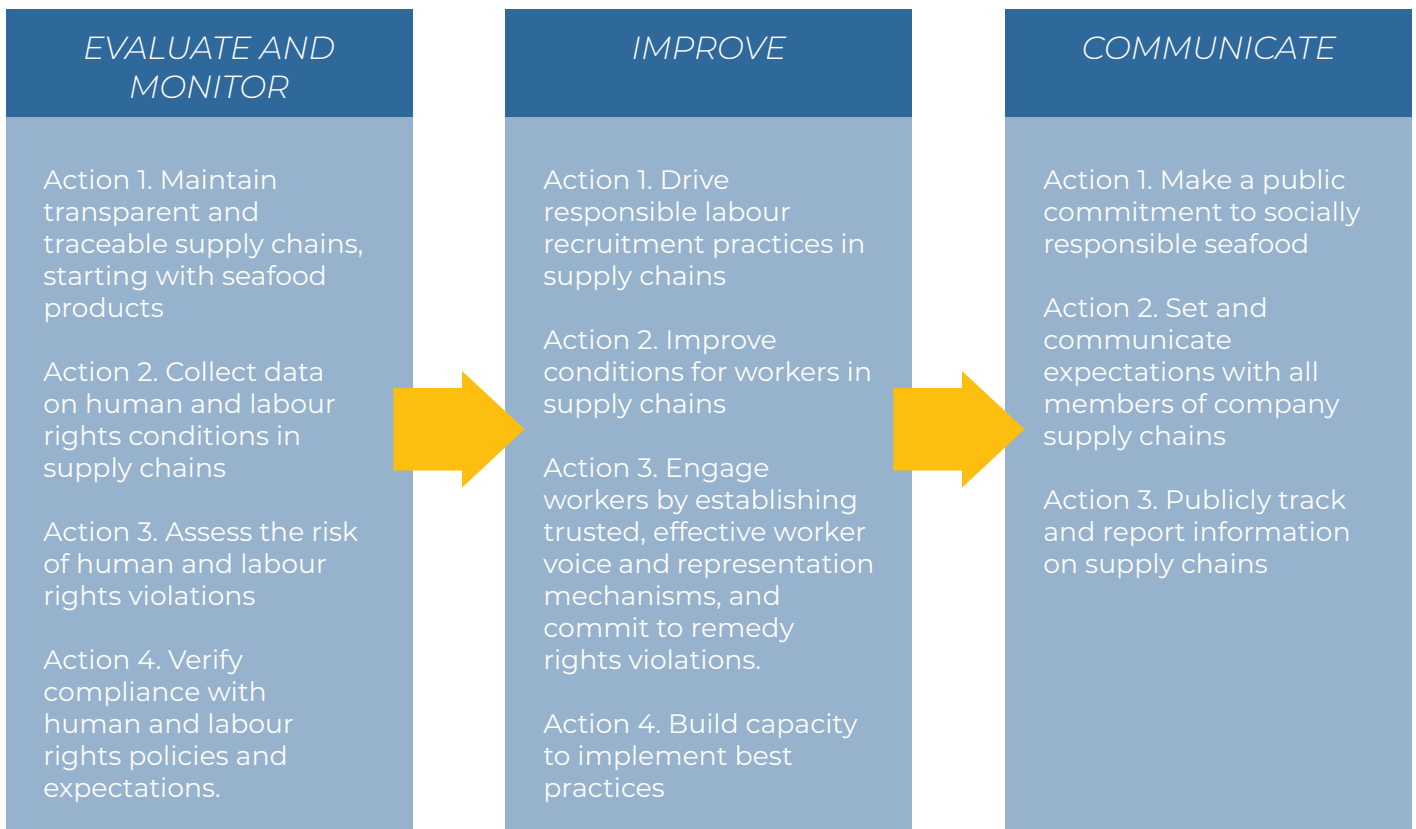 EVALUATE AND
MONITOR
Action 1. Maintain
transparent and
traceable supply chains,
starting with seafood
products
Action 2. Collect data
on human and labour
rights conditions in
supply chains
Action 3. Assess the risk
of human and labour
rights violations
Action 4. Verify
compliance with
human and labour
rights policies and
expectations.
IMPROVE
Action 1. Drive
responsible labour
recruitment practices in
supply chains
Action 2. Improve
conditions for workers in
supply chains
Action 3. Engage
workers by establishing
trusted, effective worker
voice and representation
mechanisms, and
commit to remedy
rights violations.
Action 4. Build capacity
to implement best
practices
COMMUNICATE
Action 1. Make a public
commitment to socially
responsible seafood
Action 2. Set and
communicate
expectations with all
members of company
supply chains
Action 3. Publicly track
and report information
on supply chains